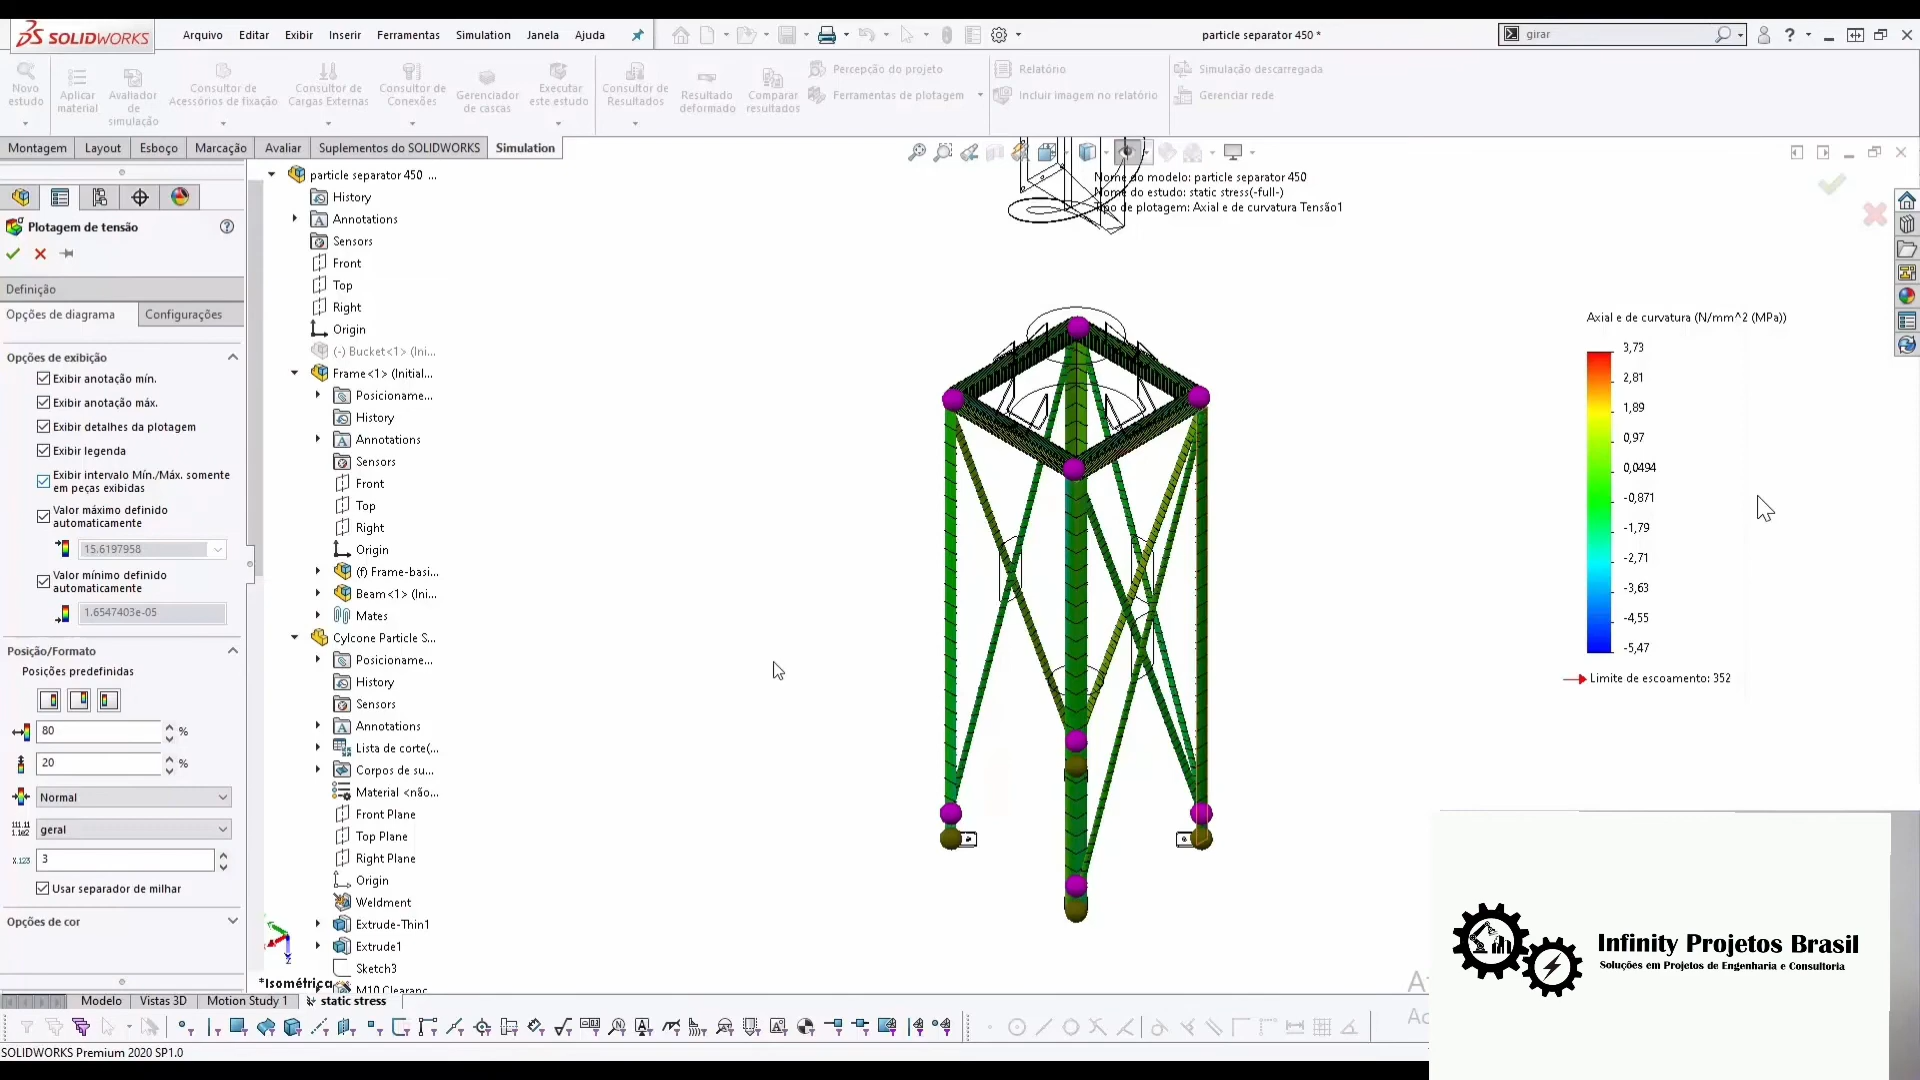 SOLIDWORKS
Arquivo Editar Exibir Inserir Ferramentas Simulation Janela Ajuda
particle separator 450 *
girar
Novo estudo
Aplicar material
Avaliador de simulação
Consultor de Acessórios de fixação
Consultor de Cargas Externas
Consultor de Conexões
Gerenciador de cascas
Executar este estudo
Consultor de Resultados
Resultado deformado
Comparar resultados
Percepção do projeto
Ferramentas de plotagem
Relatório
Incluir imagem no relatório
Simulação descarregada
Gerenciar rede
Montagem Layout Esboço Marcação Avaliar Suplementos do SOLIDWORKS Simulation
Plotagem de tensão
Definição
Opções de diagrama Configurações
Opções de exibição
Exibir anotação mín.
Exibir anotação máx.
Exibir detalhes da plotagem
Exibir legenda
Exibir intervalo Mín./Máx. somente
em peças exibidas
Valor máximo definido
automaticamente
15.6197958
Valor mínimo definido
automaticamente
1.6547403e-05
Posição/Formato
Posições predefinidas
80 %
20 %
Normal
geral
x.123 3
Usar separador de milhar
Opções de cor
particle separator 450 ...
History
Annotations
Sensors
Front
Top
Right
Origin
(-) Bucket<1> (Ini...
Frame<1> (Initial...
Posicioname...
History
Annotations
Sensors
Front
Top
Right
Origin
(f) Frame-basi...
Beam<1> (Ini...
Mates
Cylcone Particle S...
Posicioname...
History
Sensors
Annotations
Lista de corte(...
Corpos de su...
Material <não...
Front Plane
Top Plane
Right Plane
Origin
Weldment
Extrude-Thin1
Extrude1
Sketch3
M10 Clearanc
Nome do modelo: particle separator 450
Nome do estudo: static stress(-full-)
Tipo de plotagem: Axial e de curvatura Tensão1
Axial e de curvatura (N/mm^2 (MPa))
3,73
2,81
1,89
0,97
0,0494
-0,871
-1,79
-2,71
-3,63
-4,55
-5,47
Limite de escoamento: 352
*Isométrica
Modelo Vistas 3D Motion Study 1 static stress
SOLIDWORKS Premium 2020 SP1.0
Infinity Projetos Brasil
Soluções em Projetos de Engenharia e Consultoria